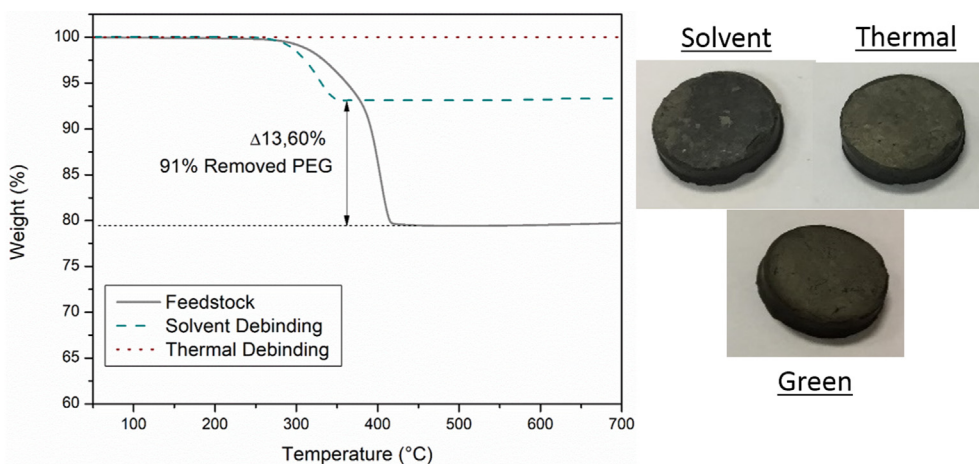 100
95
90
85
80
75
70
65
60
Weight (%)
Δ13,60%
91% Removed PEG
Feedstock
Solvent Debinding
Thermal Debinding
100 200 300 400 500 600 700
Temperature (°C)
Solvent Thermal
Green